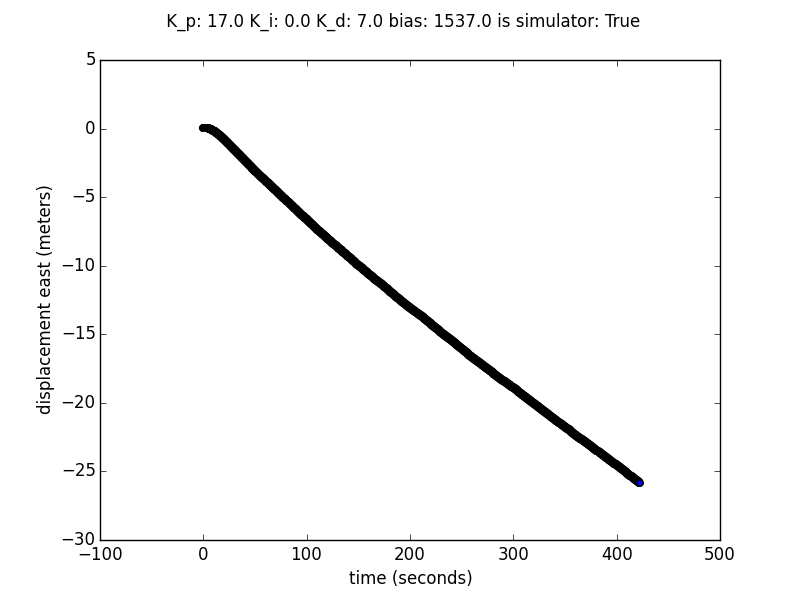 K_p: 17.0 K_i: 0.0 K_d: 7.0 bias: 1537.0 is simulator: True
5
0
−5
−10
−15
−20
−25
−30
displacement east (meters)
−100 0 100 200 300 400 500
time (seconds)